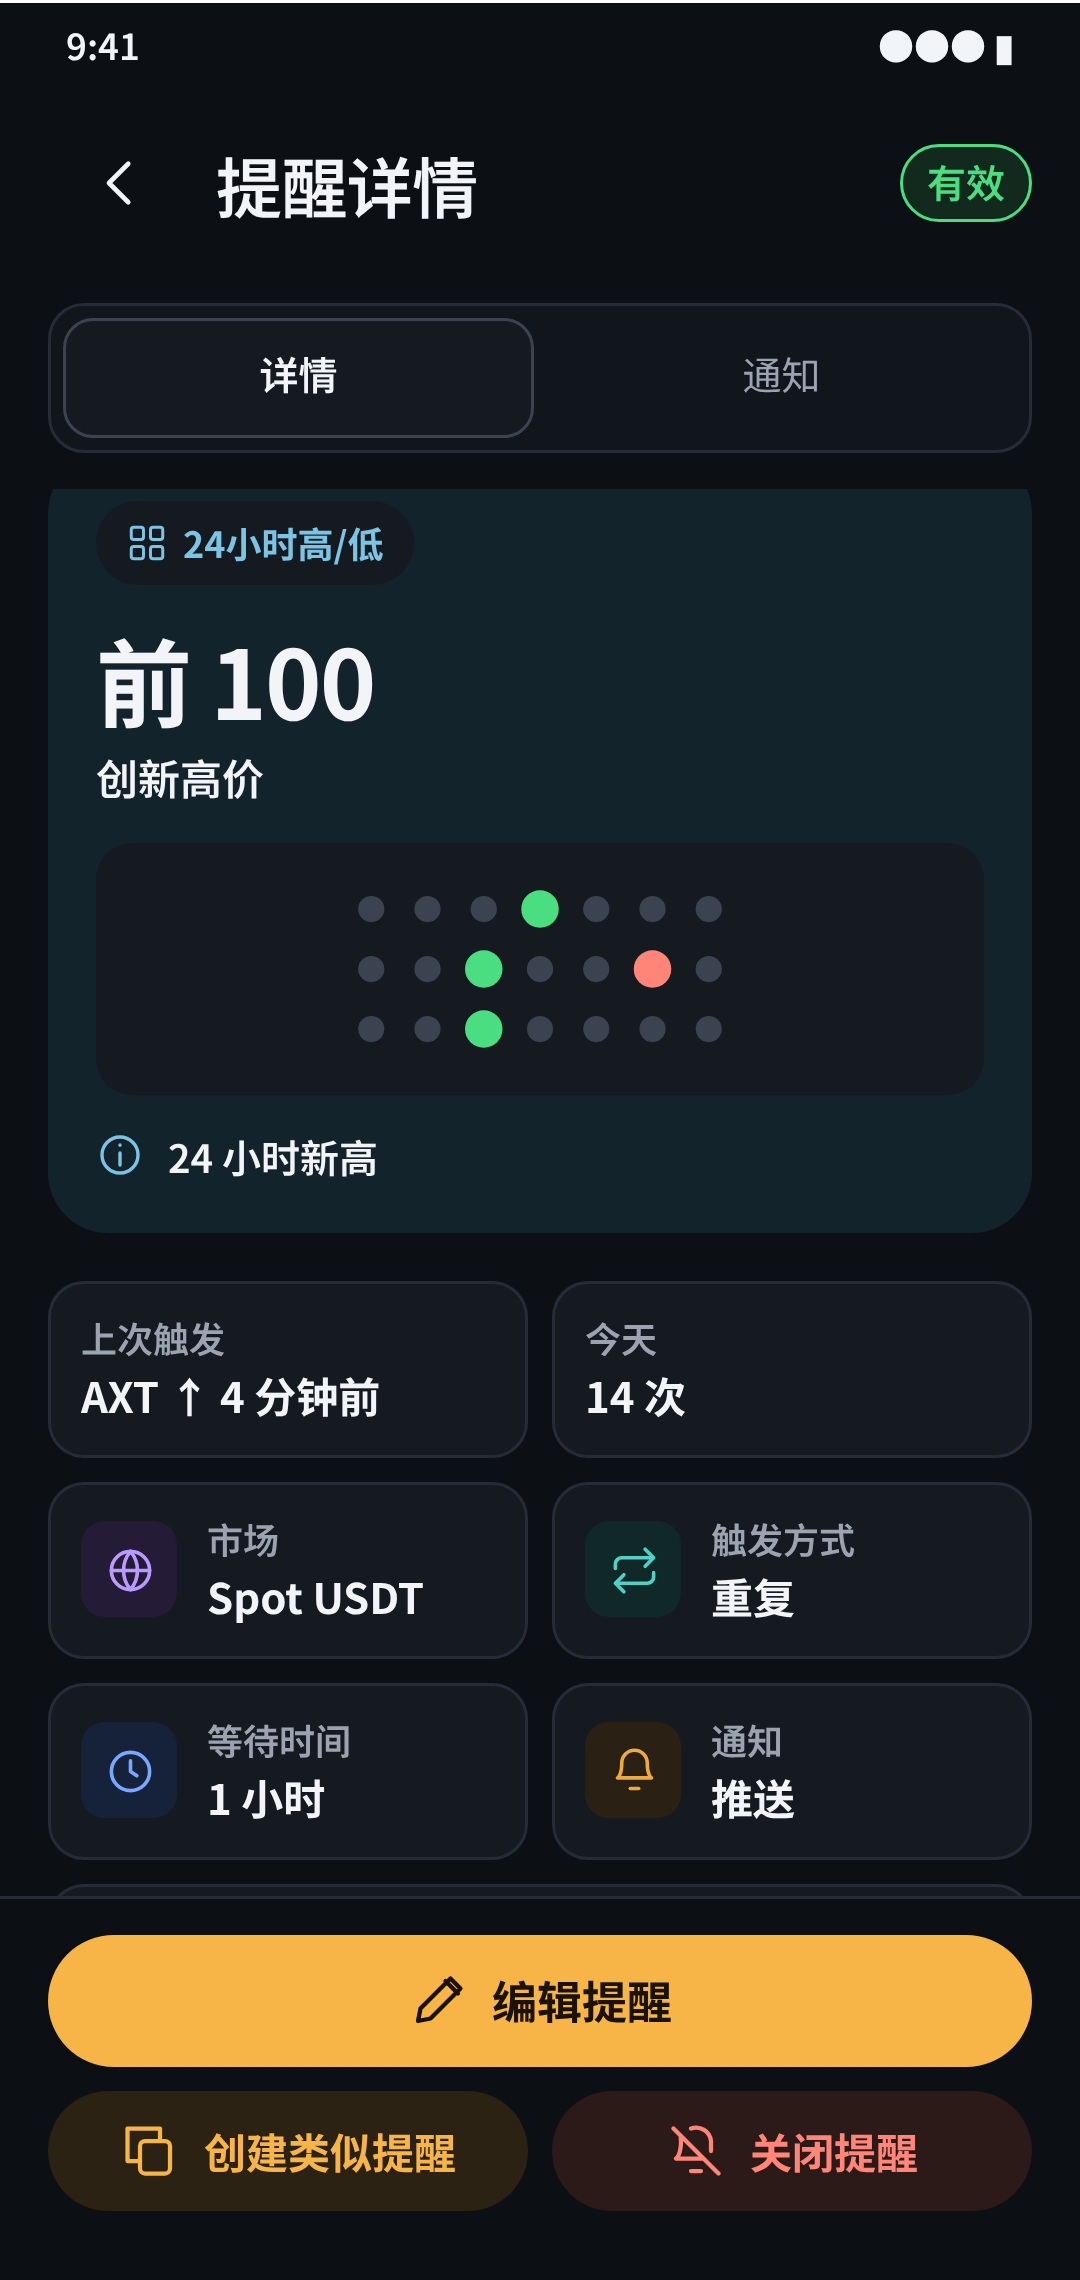 9:41
提醒详情
有效
详情
通知
24小时高/低
前 100
创新高价
24 小时新高
上次触发
AXT ↑ 4 分钟前
今天
14 次
市场
Spot USDT
触发方式
重复
等待时间
1 小时
通知
推送
编辑提醒
创建类似提醒
关闭提醒